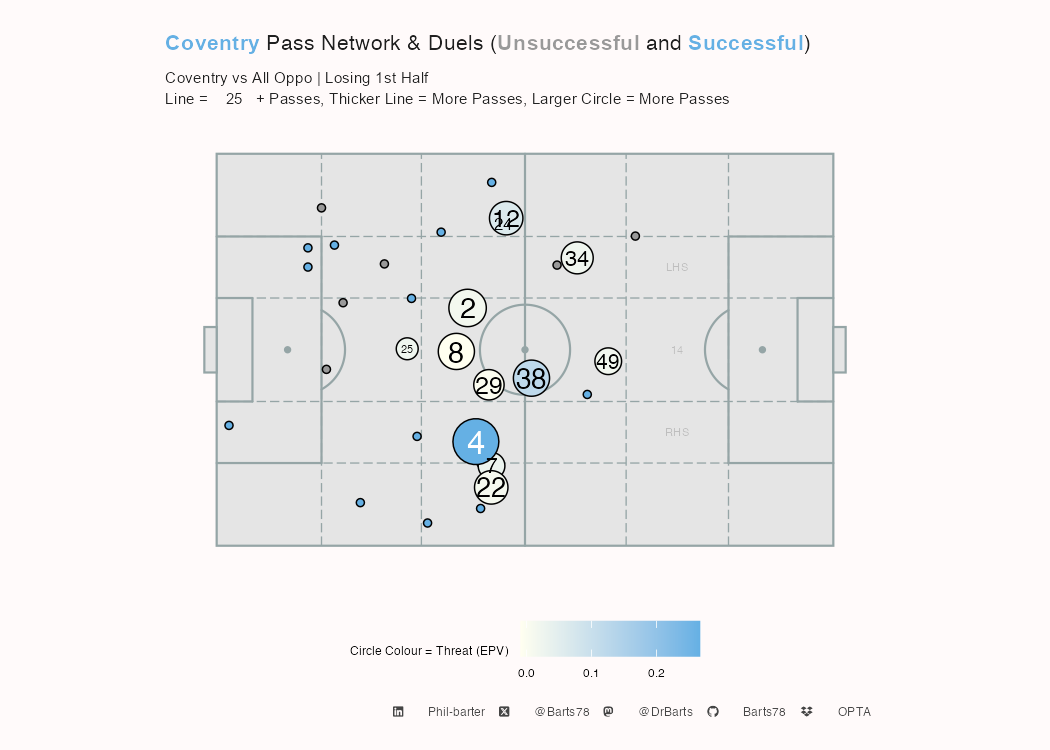 Coventry Pass Network & Duels (Unsuccessful and Successful)
Coventry vs All Oppo | Losing 1st Half
Line = 25 + Passes, Thicker Line = More Passes, Larger Circle = More Passes
12
24
34
LHS
2
25
8
14
49
29
38
4
RHS
7
22
Circle Colour = Threat (EPV)
0.0 0.1 0.2
Phil-barter @Barts78 @DrBarts Barts78 OPTA